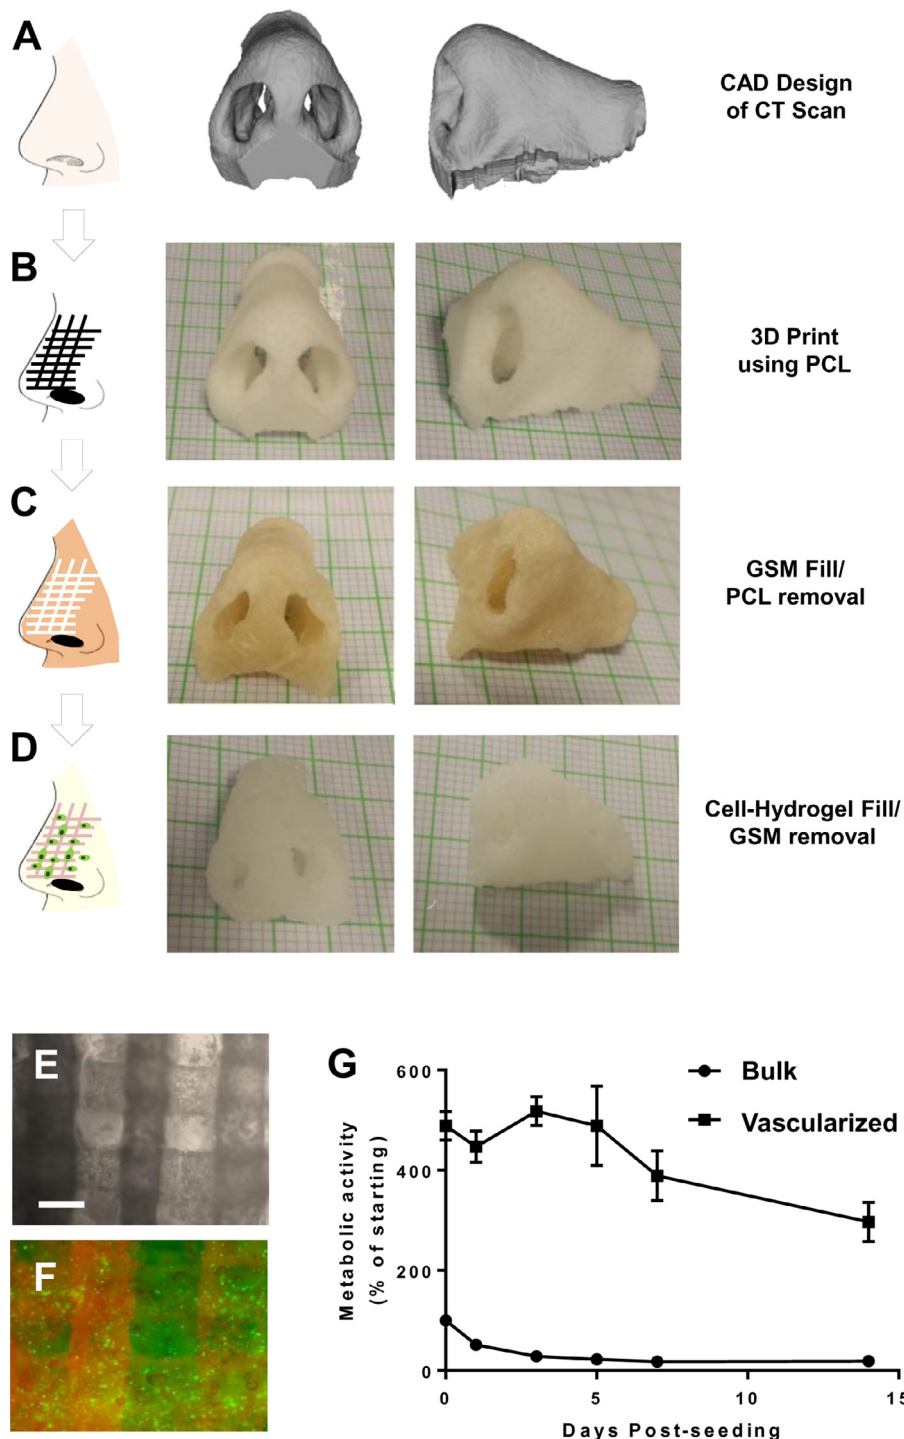 A
CAD Design
of CT Scan
B
3D Print
using PCL
C
GSM Fill/
PCL removal
D
Cell-Hydrogel Fill/
GSM removal
E
F
G
Bulk
Vascularized
Metabolic activity
(% of starting)
600
400
200
0
0
5
10
15
Days Post-seeding